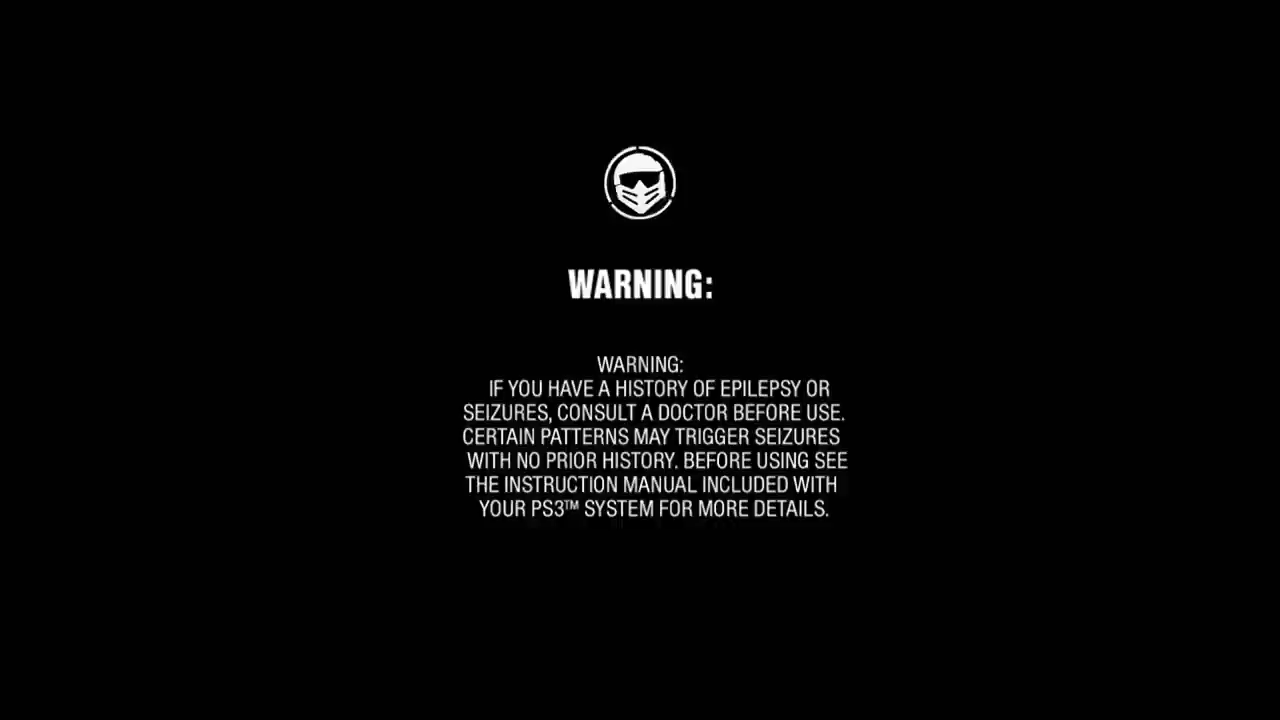 WARNING:
WARNING:
IF YOU HAVE A HISTORY OF EPILEPSY OR
SEIZURES, CONSULT A DOCTOR BEFORE USE.
CERTAIN PATTERNS MAY TRIGGER SEIZURES
WITH NO PRIOR HISTORY. BEFORE USING SEE
THE INSTRUCTION MANUAL INCLUDED WITH
YOUR PS3™ SYSTEM FOR MORE DETAILS.